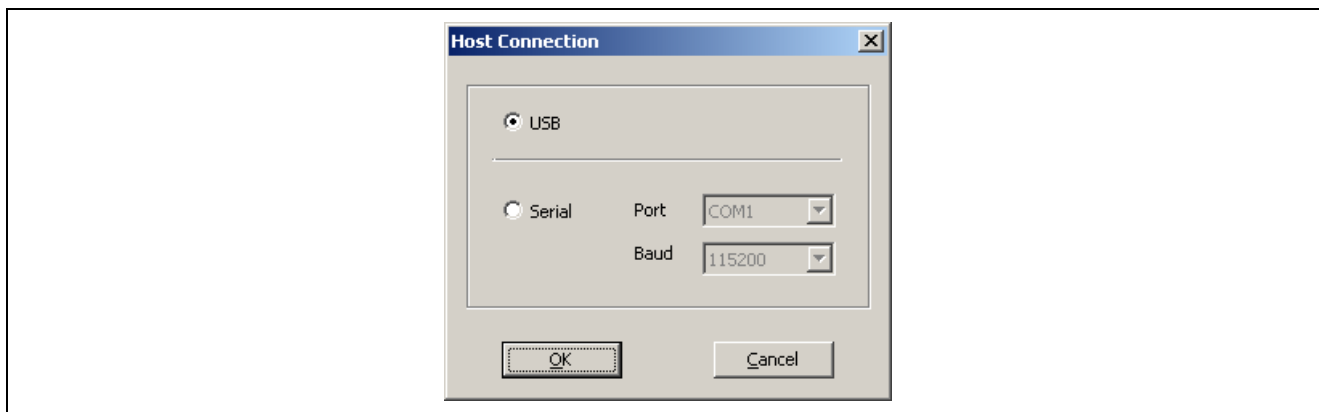 Host Connection
USB
Serial Port COM1
Baud 115200
OK Cancel